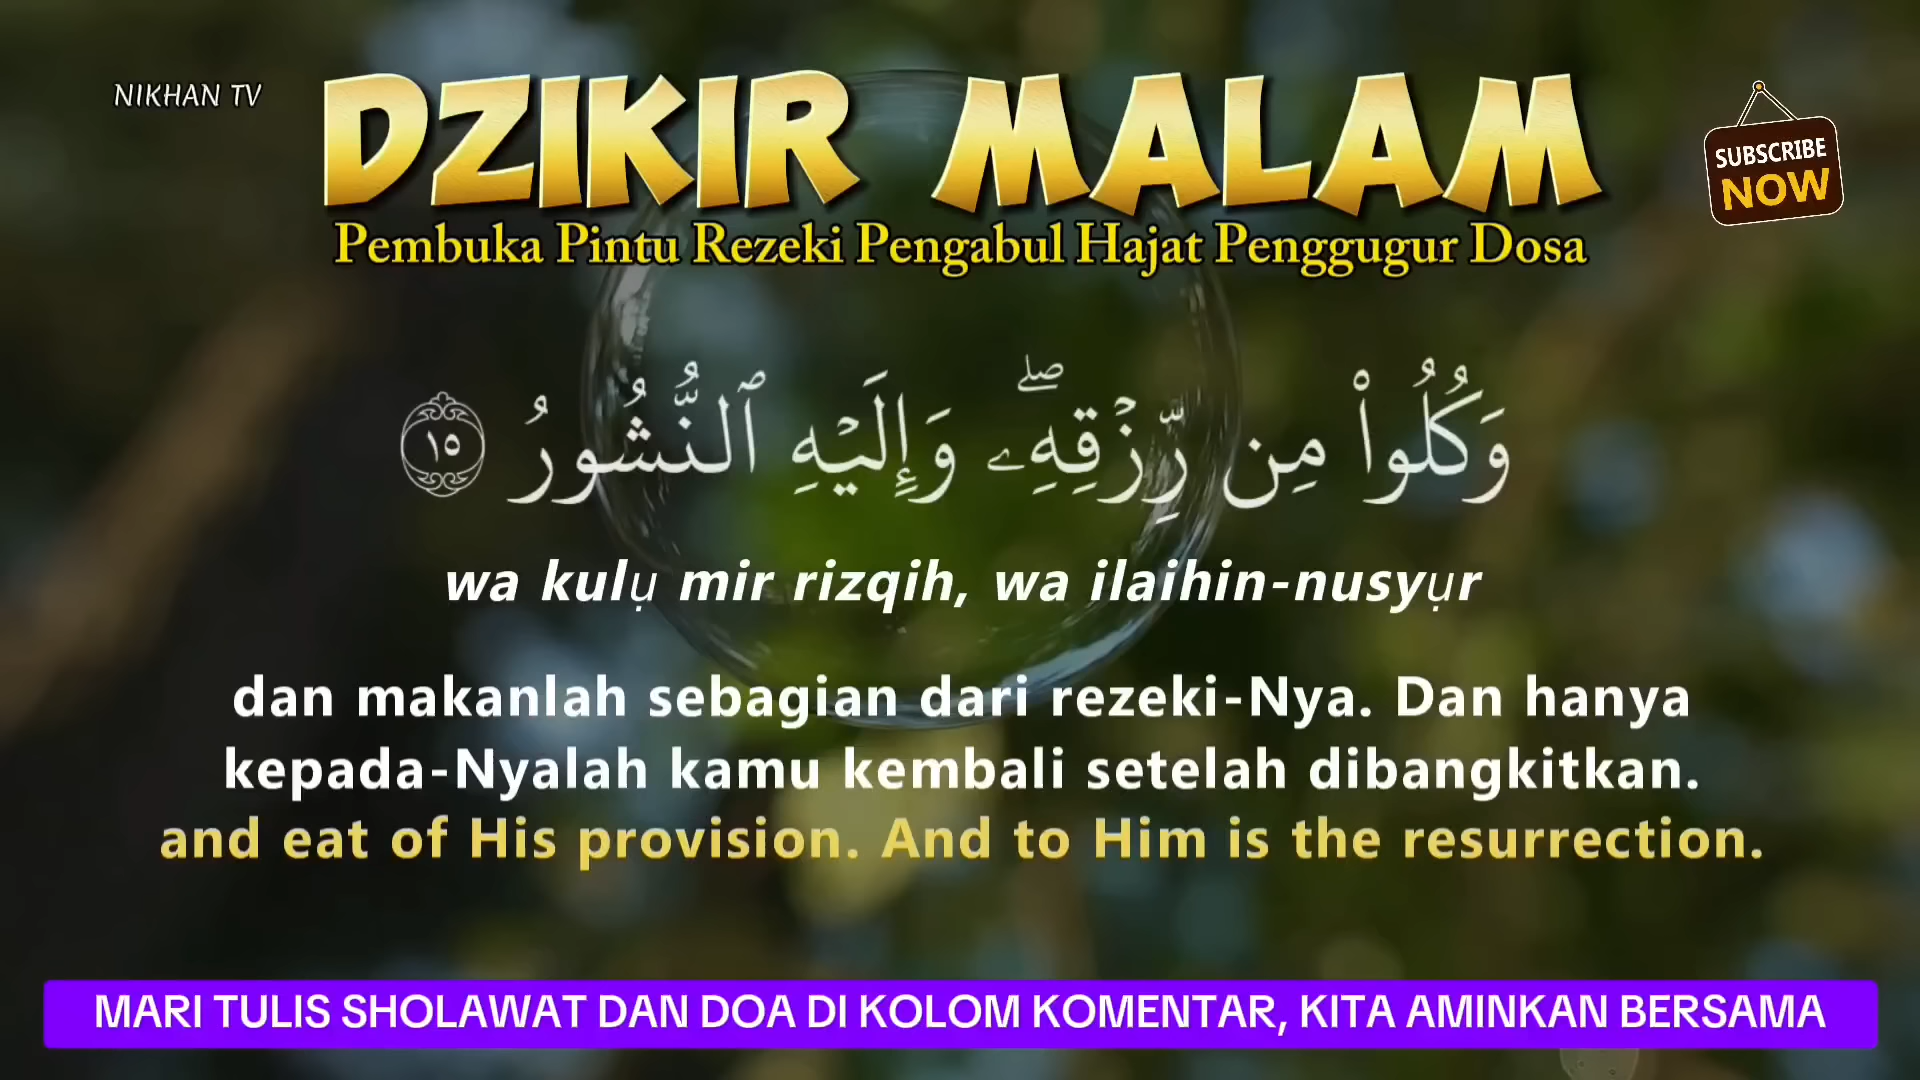 NIKHAN TV
DZIKIR MALAM
SUBSCRIBE
NOW
Pembuka Pintu Rezeki Pengabul Hajat Penggugur Dosa
وَكُلُوا۟ مِن رِّزْقِهِۦ ۖ وَإِلَيْهِ ٱلنُّشُورُ ١٥
wa kulụ mir rizqih, wa ilaihin-nusyụr
dan makanlah sebagian dari rezeki-Nya. Dan hanya
kepada-Nyalah kamu kembali setelah dibangkitkan.
and eat of His provision. And to Him is the resurrection.
MARI TULIS SHOLAWAT DAN DOA DI KOLOM KOMENTAR, KITA AMINKAN BERSAMA